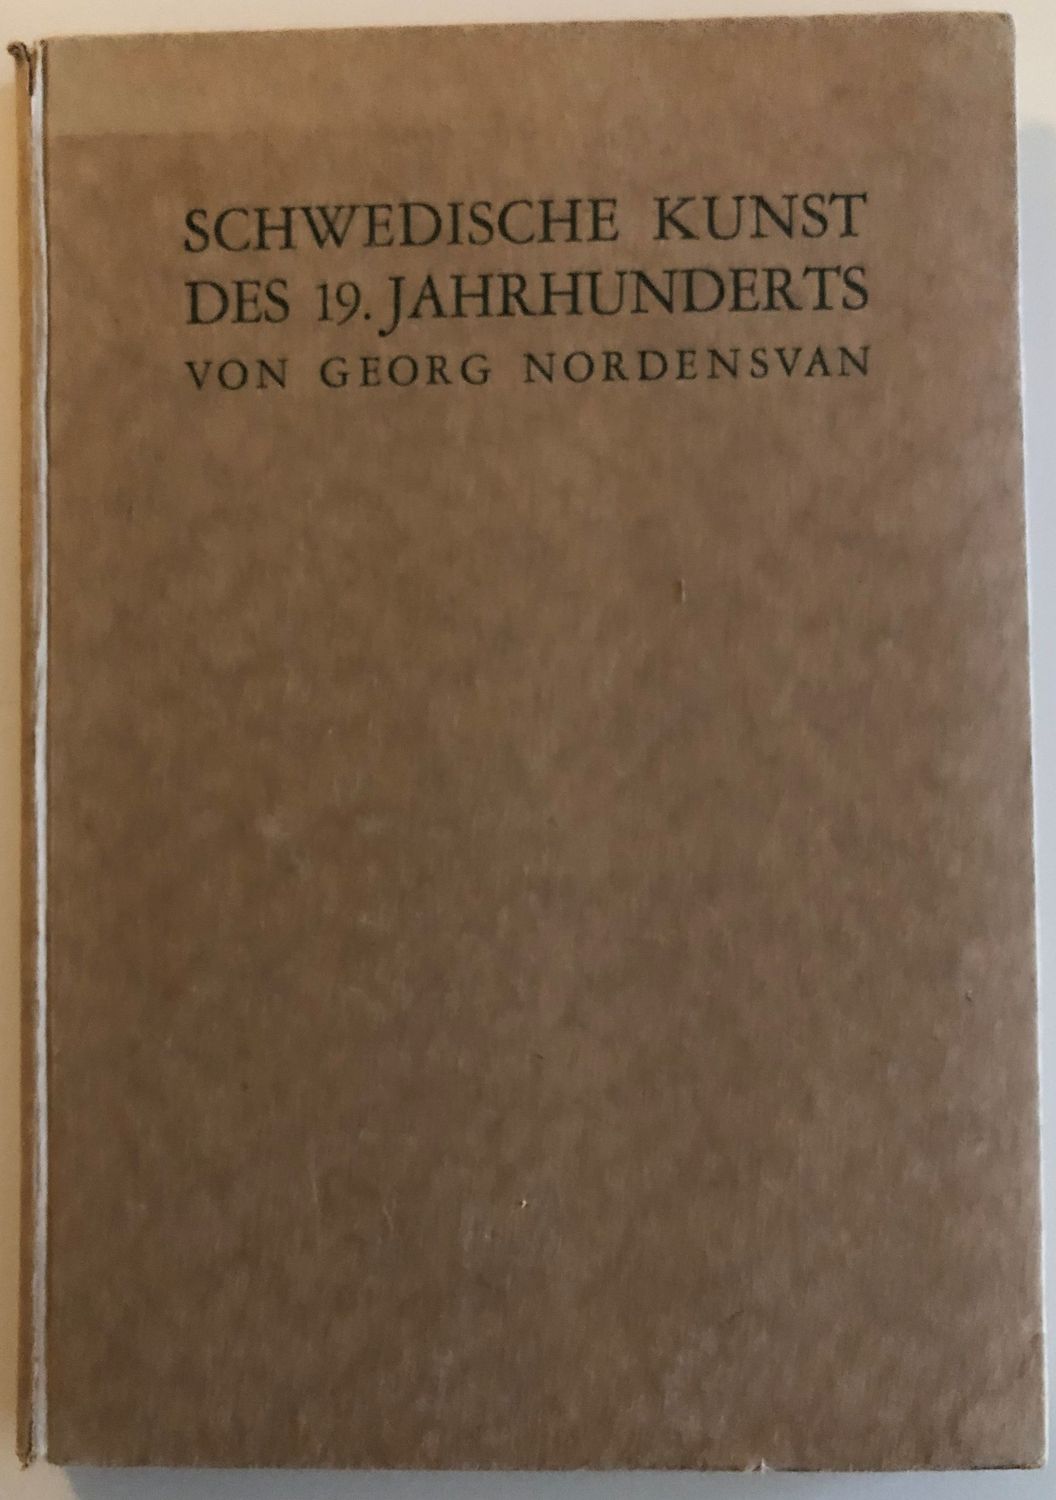 SCHWEDISCHE KUNST
DES 19. JAHRHUNDERTS
VON GEORG NORDENSVAN